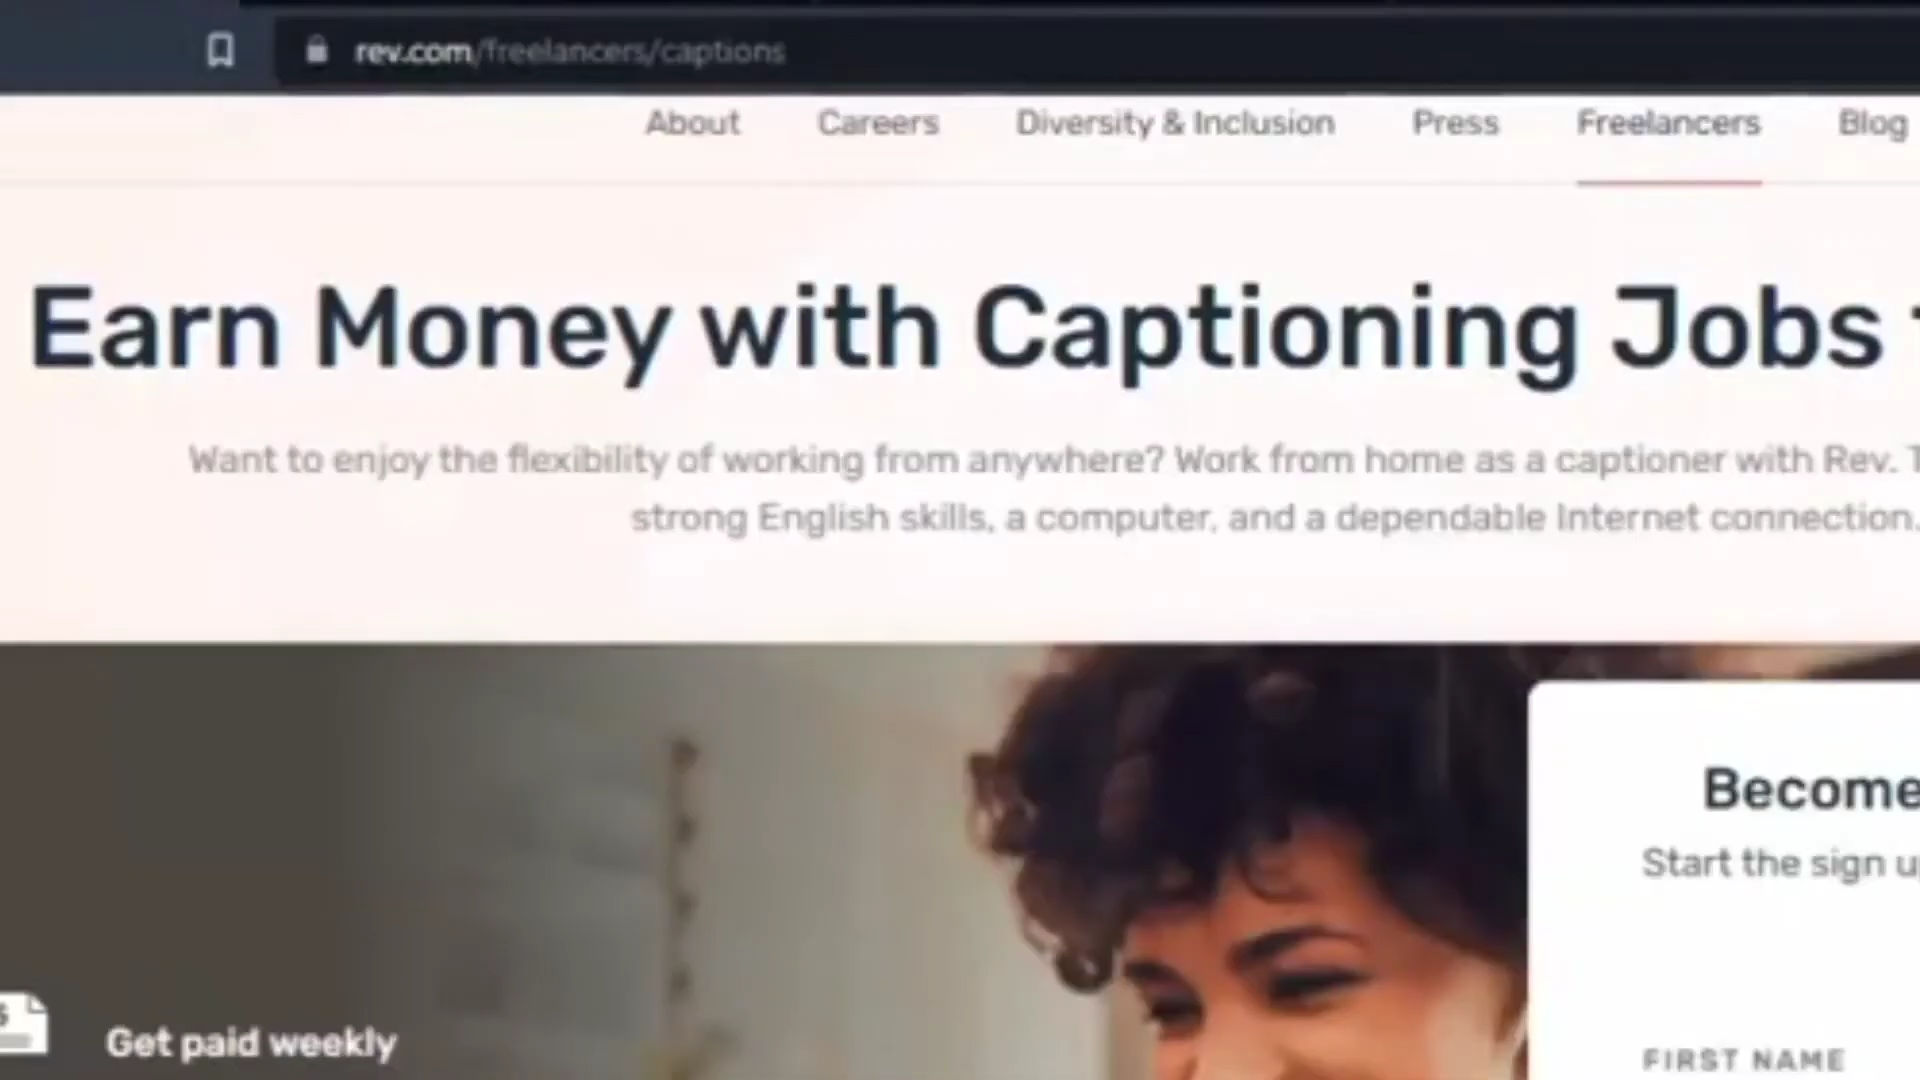 rev.com/freelancers/captions
About Careers Diversity & Inclusion Press Freelancers Blog
Earn Money with Captioning Jobs
Want to enjoy the flexibility of working from anywhere? Work from home as a captioner with Rev.
strong English skills, a computer, and a dependable Internet connection.
Become
Start the sign
Get paid weekly
FIRST NAME